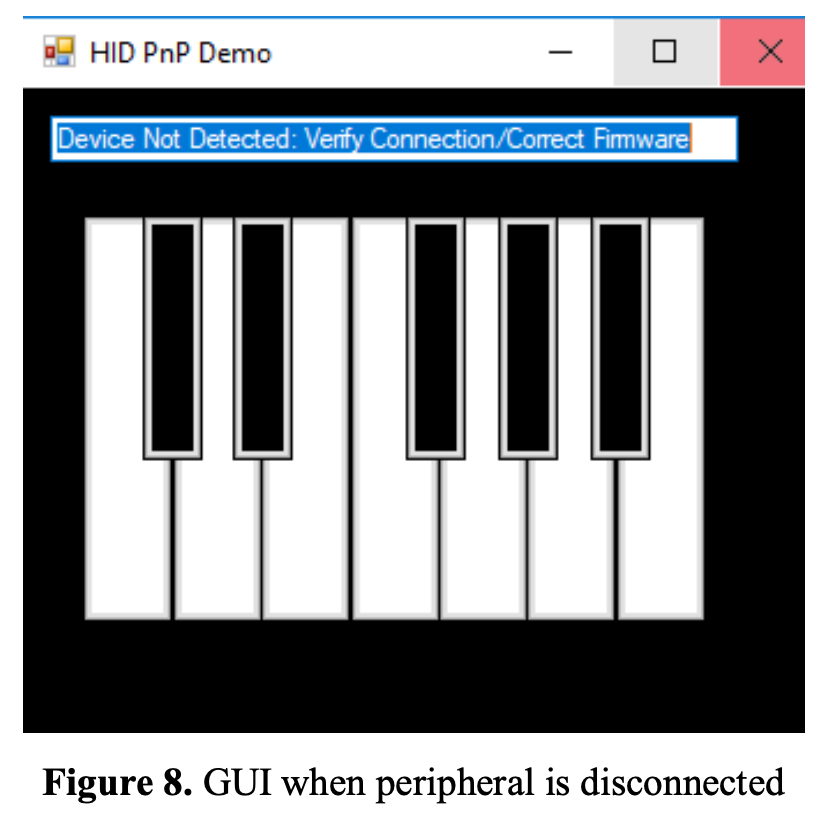 HID PnP Demo
Device Not Detected: Verify Connection/Correct Firmware
Figure 8. GUI when peripheral is disconnected